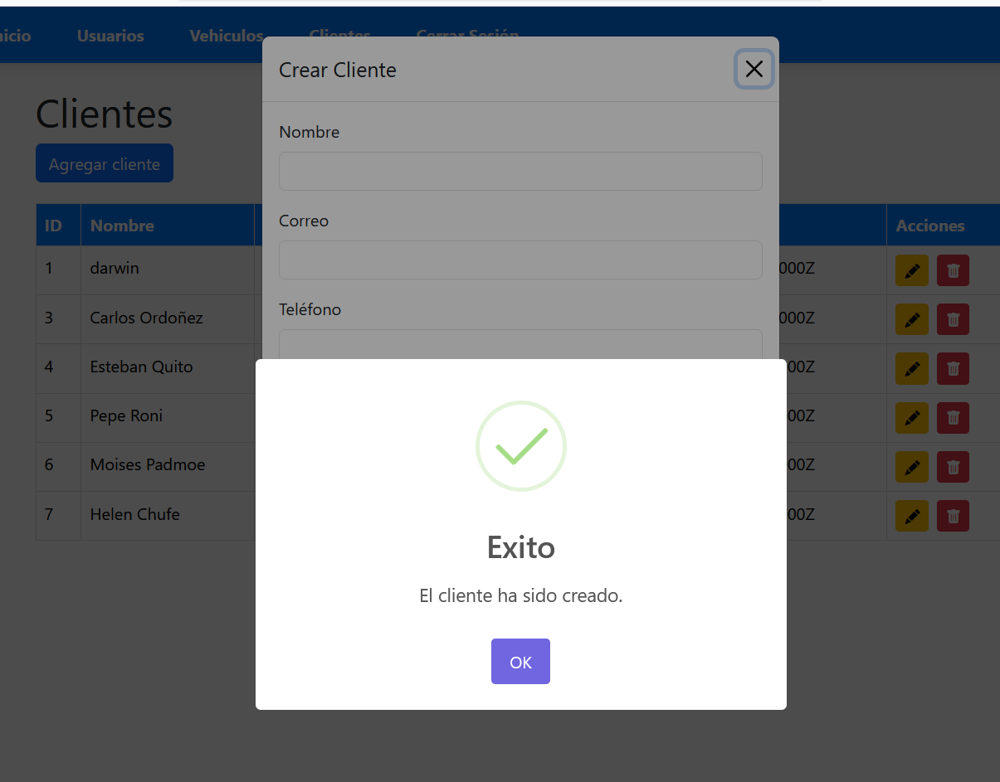 Usuarios Vehiculos Clientes Cerrar Sesión
Crear Cliente
Clientes
Agregar cliente
Nombre
Correo
Teléfono
ID Nombre Acciones
1 darwin 000Z
3 Carlos Ordoñez 000Z
4 Esteban Quito 00Z
5 Pepe Roni 00Z
6 Moises Padmoe 00Z
7 Helen Chufe 00Z
Exito
El cliente ha sido creado.
OK